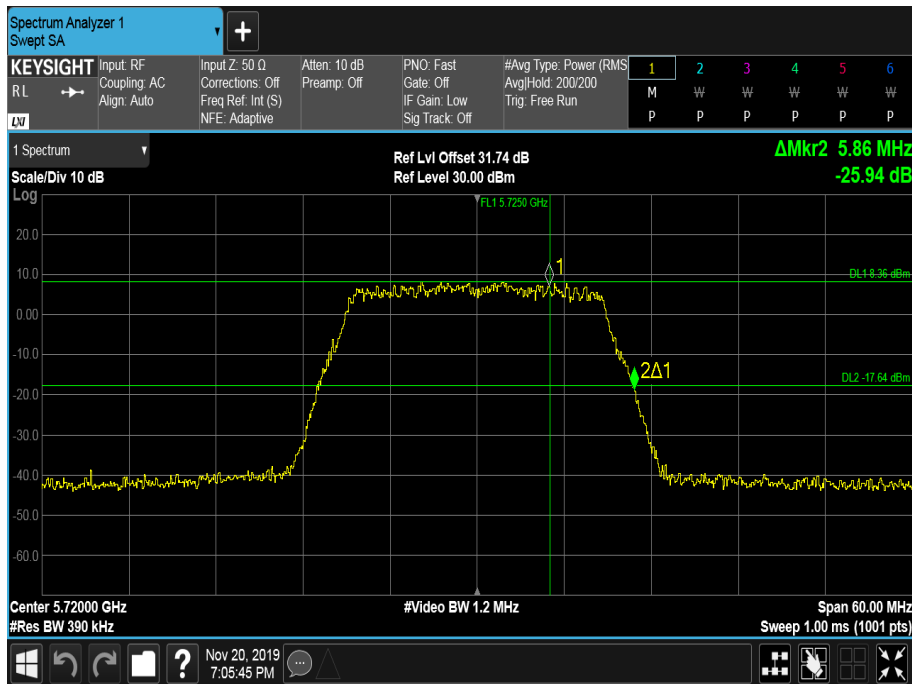 Spectrum Analyzer 1
Swept SA
+
KEYSIGHT
RL
LXI
Input: RF
Coupling: AC
Align: Auto
Input Z: 50 Ω
Corrections: Off
Freq Ref: Int (S)
NFE: Adaptive
Atten: 10 dB
Preamp: Off
PNO: Fast
Gate: Off
IF Gain: Low
Sig Track: Off
#Avg Type: Power (RMS
Avg|Hold: 200/200
Trig: Free Run
1 2 3 4 5 6
M W W W W W
P P P P P P
1 Spectrum
Scale/Div 10 dB
Log
Ref Lvl Offset 31.74 dB
Ref Level 30.00 dBm
ΔMkr2 5.86 MHz
-25.94 dB
FL1 5.7250 GHz
20.0
10.0
0.00
-10.0
-20.0
-30.0
-40.0
-50.0
-60.0
1
DL1 8.36 dBm
2Δ1
DL2 -17.64 dBm
Center 5.72000 GHz
#Video BW 1.2 MHz
Span 60.00 MHz
#Res BW 390 kHz
Sweep 1.00 ms (1001 pts)
?
Nov 20, 2019
7:05:45 PM